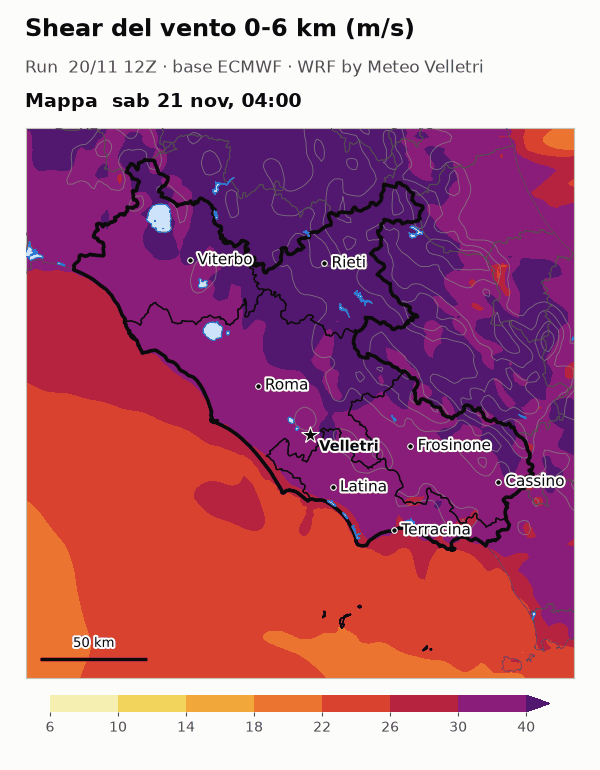 Shear del vento 0-6 km (m/s)
Run 20/11 12Z · base ECMWF · WRF by Meteo Velletri
Mappa sab 21 nov, 04:00
Viterbo
Rieti
Roma
Velletri
Frosinone
Cassino
Latina
Terracina
50 km
6 10 14 18 22 26 30 40